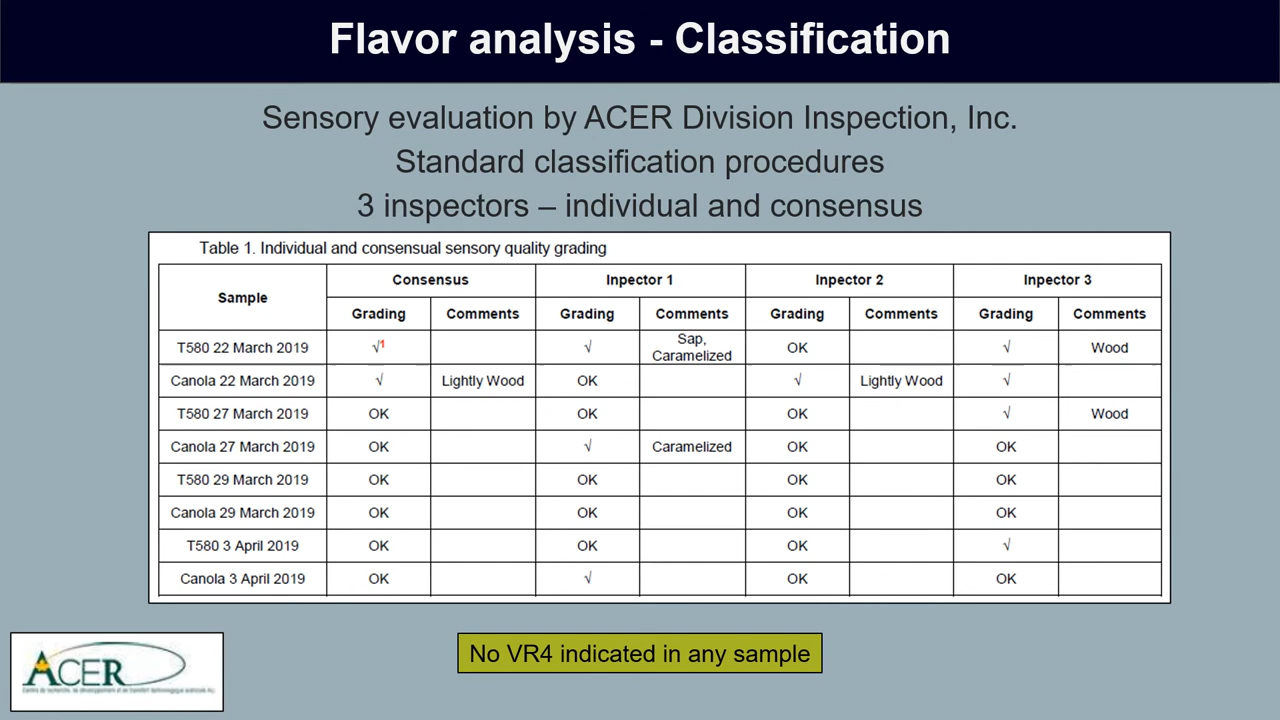 Flavor analysis - Classification
Sensory evaluation by ACER Division Inspection, Inc.
Standard classification procedures
3 inspectors – individual and consensus
Table 1. Individual and consensual sensory quality grading
Sample Consensus Inpector 1 Inpector 2 Inpector 3
Grading Comments Grading Comments Grading Comments Grading Comments
T580 22 March 2019 √¹ √ Sap, Caramelized OK √ Wood
Canola 22 March 2019 √ Lightly Wood OK √ Lightly Wood √
T580 27 March 2019 OK OK OK √ Wood
Canola 27 March 2019 OK √ Caramelized OK OK
T580 29 March 2019 OK OK OK OK
Canola 29 March 2019 OK OK OK OK
T580 3 April 2019 OK OK OK √
Canola 3 April 2019 OK √ OK OK
No VR4 indicated in any sample
ACER